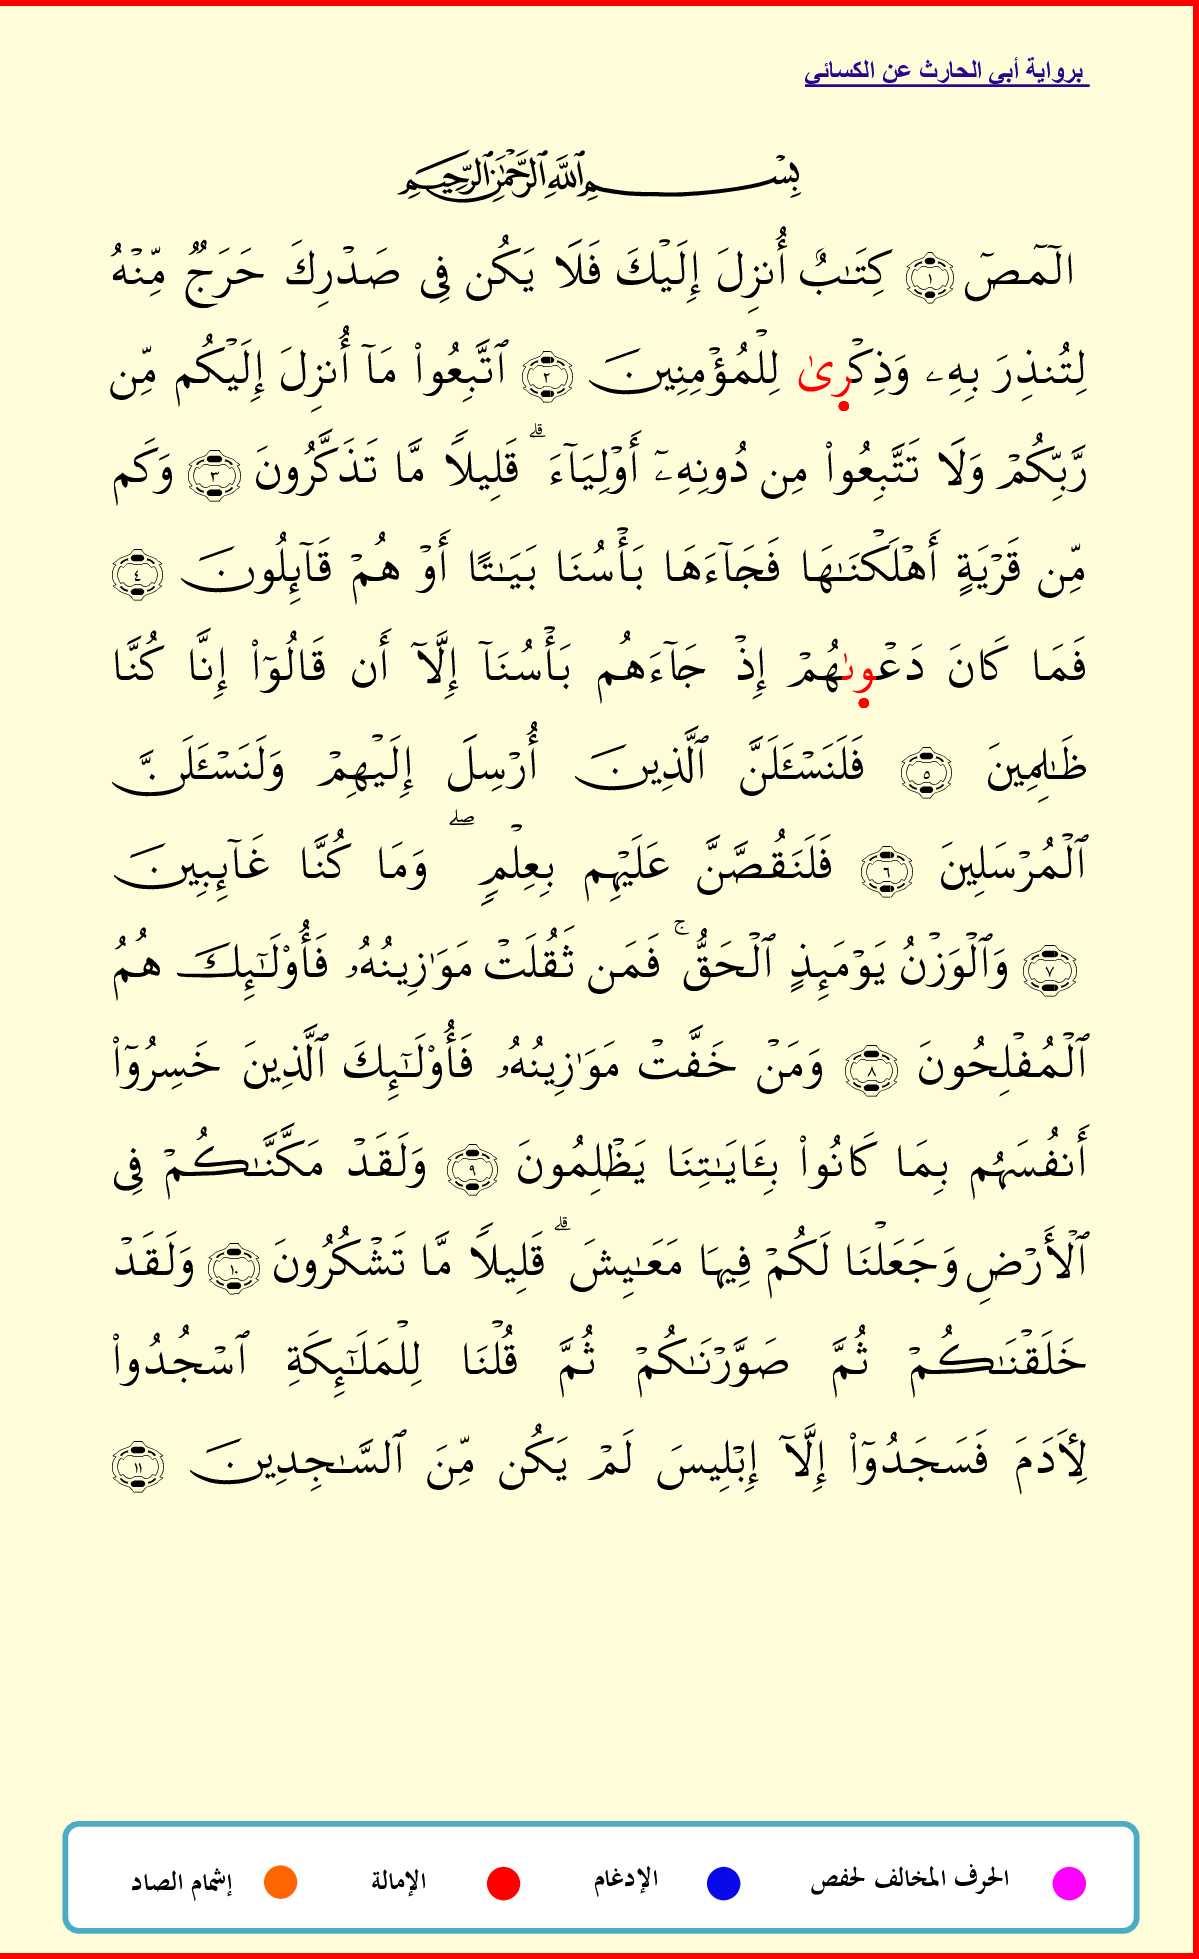 برواية أبي الحارث عن الكسائي
بِسْمِ ٱللَّهِ ٱلرَّحْمَٰنِ ٱلرَّحِيمِ
الٓمٓصٓ ١ كِتَـٰبٌ أُنزِلَ إِلَيْكَ فَلَا يَكُن فِى صَدْرِكَ حَرَجٌ مِّنْهُ
لِتُنذِرَ بِهِۦ وَذِكْرِىٰ لِلْمُؤْمِنِينَ ٢ ٱتَّبِعُوا۟ مَآ أُنزِلَ إِلَيْكُم مِّن
رَّبِّكُمْ وَلَا تَتَّبِعُوا۟ مِن دُونِهِۦٓ أَوْلِيَآءَ ۗ قَلِيلًا مَّا تَذَكَّرُونَ ٣ وَكَم
مِّن قَرْيَةٍ أَهْلَكْنَـٰهَا فَجَآءَهَا بَأْسُنَا بَيَـٰتًا أَوْ هُمْ قَآئِلُونَ ٤
فَمَا كَانَ دَعْوِىٰهُمْ إِذْ جَآءَهُم بَأْسُنَآ إِلَّآ أَن قَالُوٓا۟ إِنَّا كُنَّا
ظَـٰلِمِينَ ٥ فَلَنَسْـَٔلَنَّ ٱلَّذِينَ أُرْسِلَ إِلَيْهِمْ وَلَنَسْـَٔلَنَّ
ٱلْمُرْسَلِينَ ٦ فَلَنَقُصَّنَّ عَلَيْهِم بِعِلْمٍ ۖ وَمَا كُنَّا غَآئِبِينَ
٧ وَٱلْوَزْنُ يَوْمَئِذٍ ٱلْحَقُّ ۚ فَمَن ثَقُلَتْ مَوَٰزِينُهُۥ فَأُو۟لَـٰٓئِكَ هُمُ
ٱلْمُفْلِحُونَ ٨ وَمَنْ خَفَّتْ مَوَٰزِينُهُۥ فَأُو۟لَـٰٓئِكَ ٱلَّذِينَ خَسِرُوٓا۟
أَنفُسَهُم بِمَا كَانُوا۟ بِـَٔايَـٰتِنَا يَظْلِمُونَ ٩ وَلَقَدْ مَكَّنَّـٰكُمْ فِى
ٱلْأَرْضِ وَجَعَلْنَا لَكُمْ فِيهَا مَعَـٰيِشَ ۗ قَلِيلًا مَّا تَشْكُرُونَ ١٠ وَلَقَدْ
خَلَقْنَـٰكُمْ ثُمَّ صَوَّرْنَـٰكُمْ ثُمَّ قُلْنَا لِلْمَلَـٰٓئِكَةِ ٱسْجُدُوا۟
لِـَٔادَمَ فَسَجَدُوٓا۟ إِلَّآ إِبْلِيسَ لَمْ يَكُن مِّنَ ٱلسَّـٰجِدِينَ ١١
الحرف المخالف لحفص الإدغام الإمالة إشمام الصاد